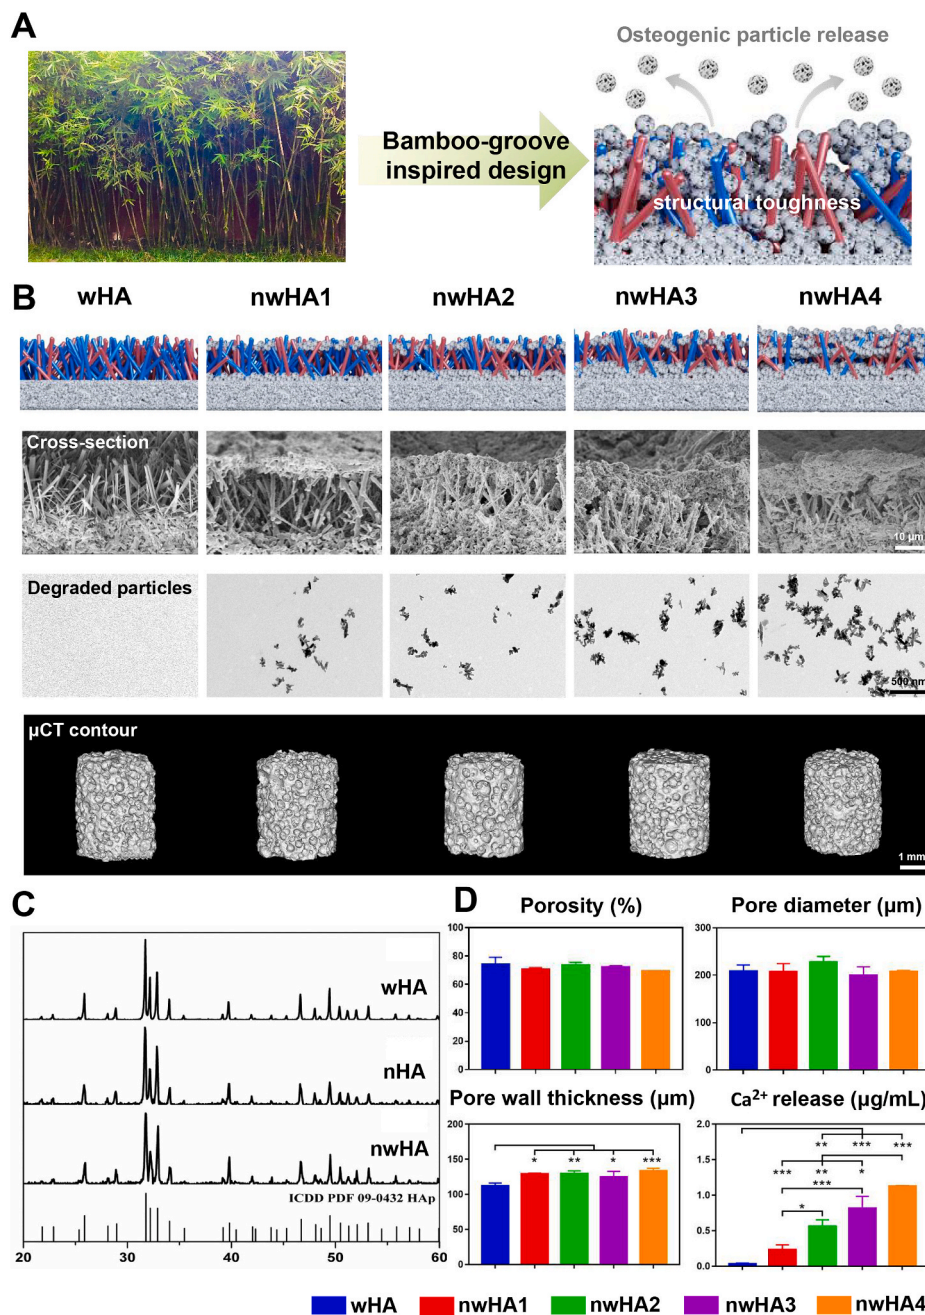 A
Osteogenic particle release
Bamboo-groove
inspired design
structural toughness
B
wHA
nwHA1
nwHA2
nwHA3
nwHA4
Cross-section
10 μm
Degraded particles
500 nm
μCT contour
1 mm
C
wHA
nHA
nwHA
ICDD PDF 09-0432 HAp
20
30
40
50
60
D
Porosity (%)
100
80
60
40
20
0
Pore diameter (μm)
300
200
100
0
Pore wall thickness (μm)
200
150
100
50
0
* ** * ***
Ca²⁺ release (μg/mL)
2.0
1.5
1.0
0.5
0.0
** *** ***
*** ** *
***
*
wHA
nwHA1
nwHA2
nwHA3
nwHA4